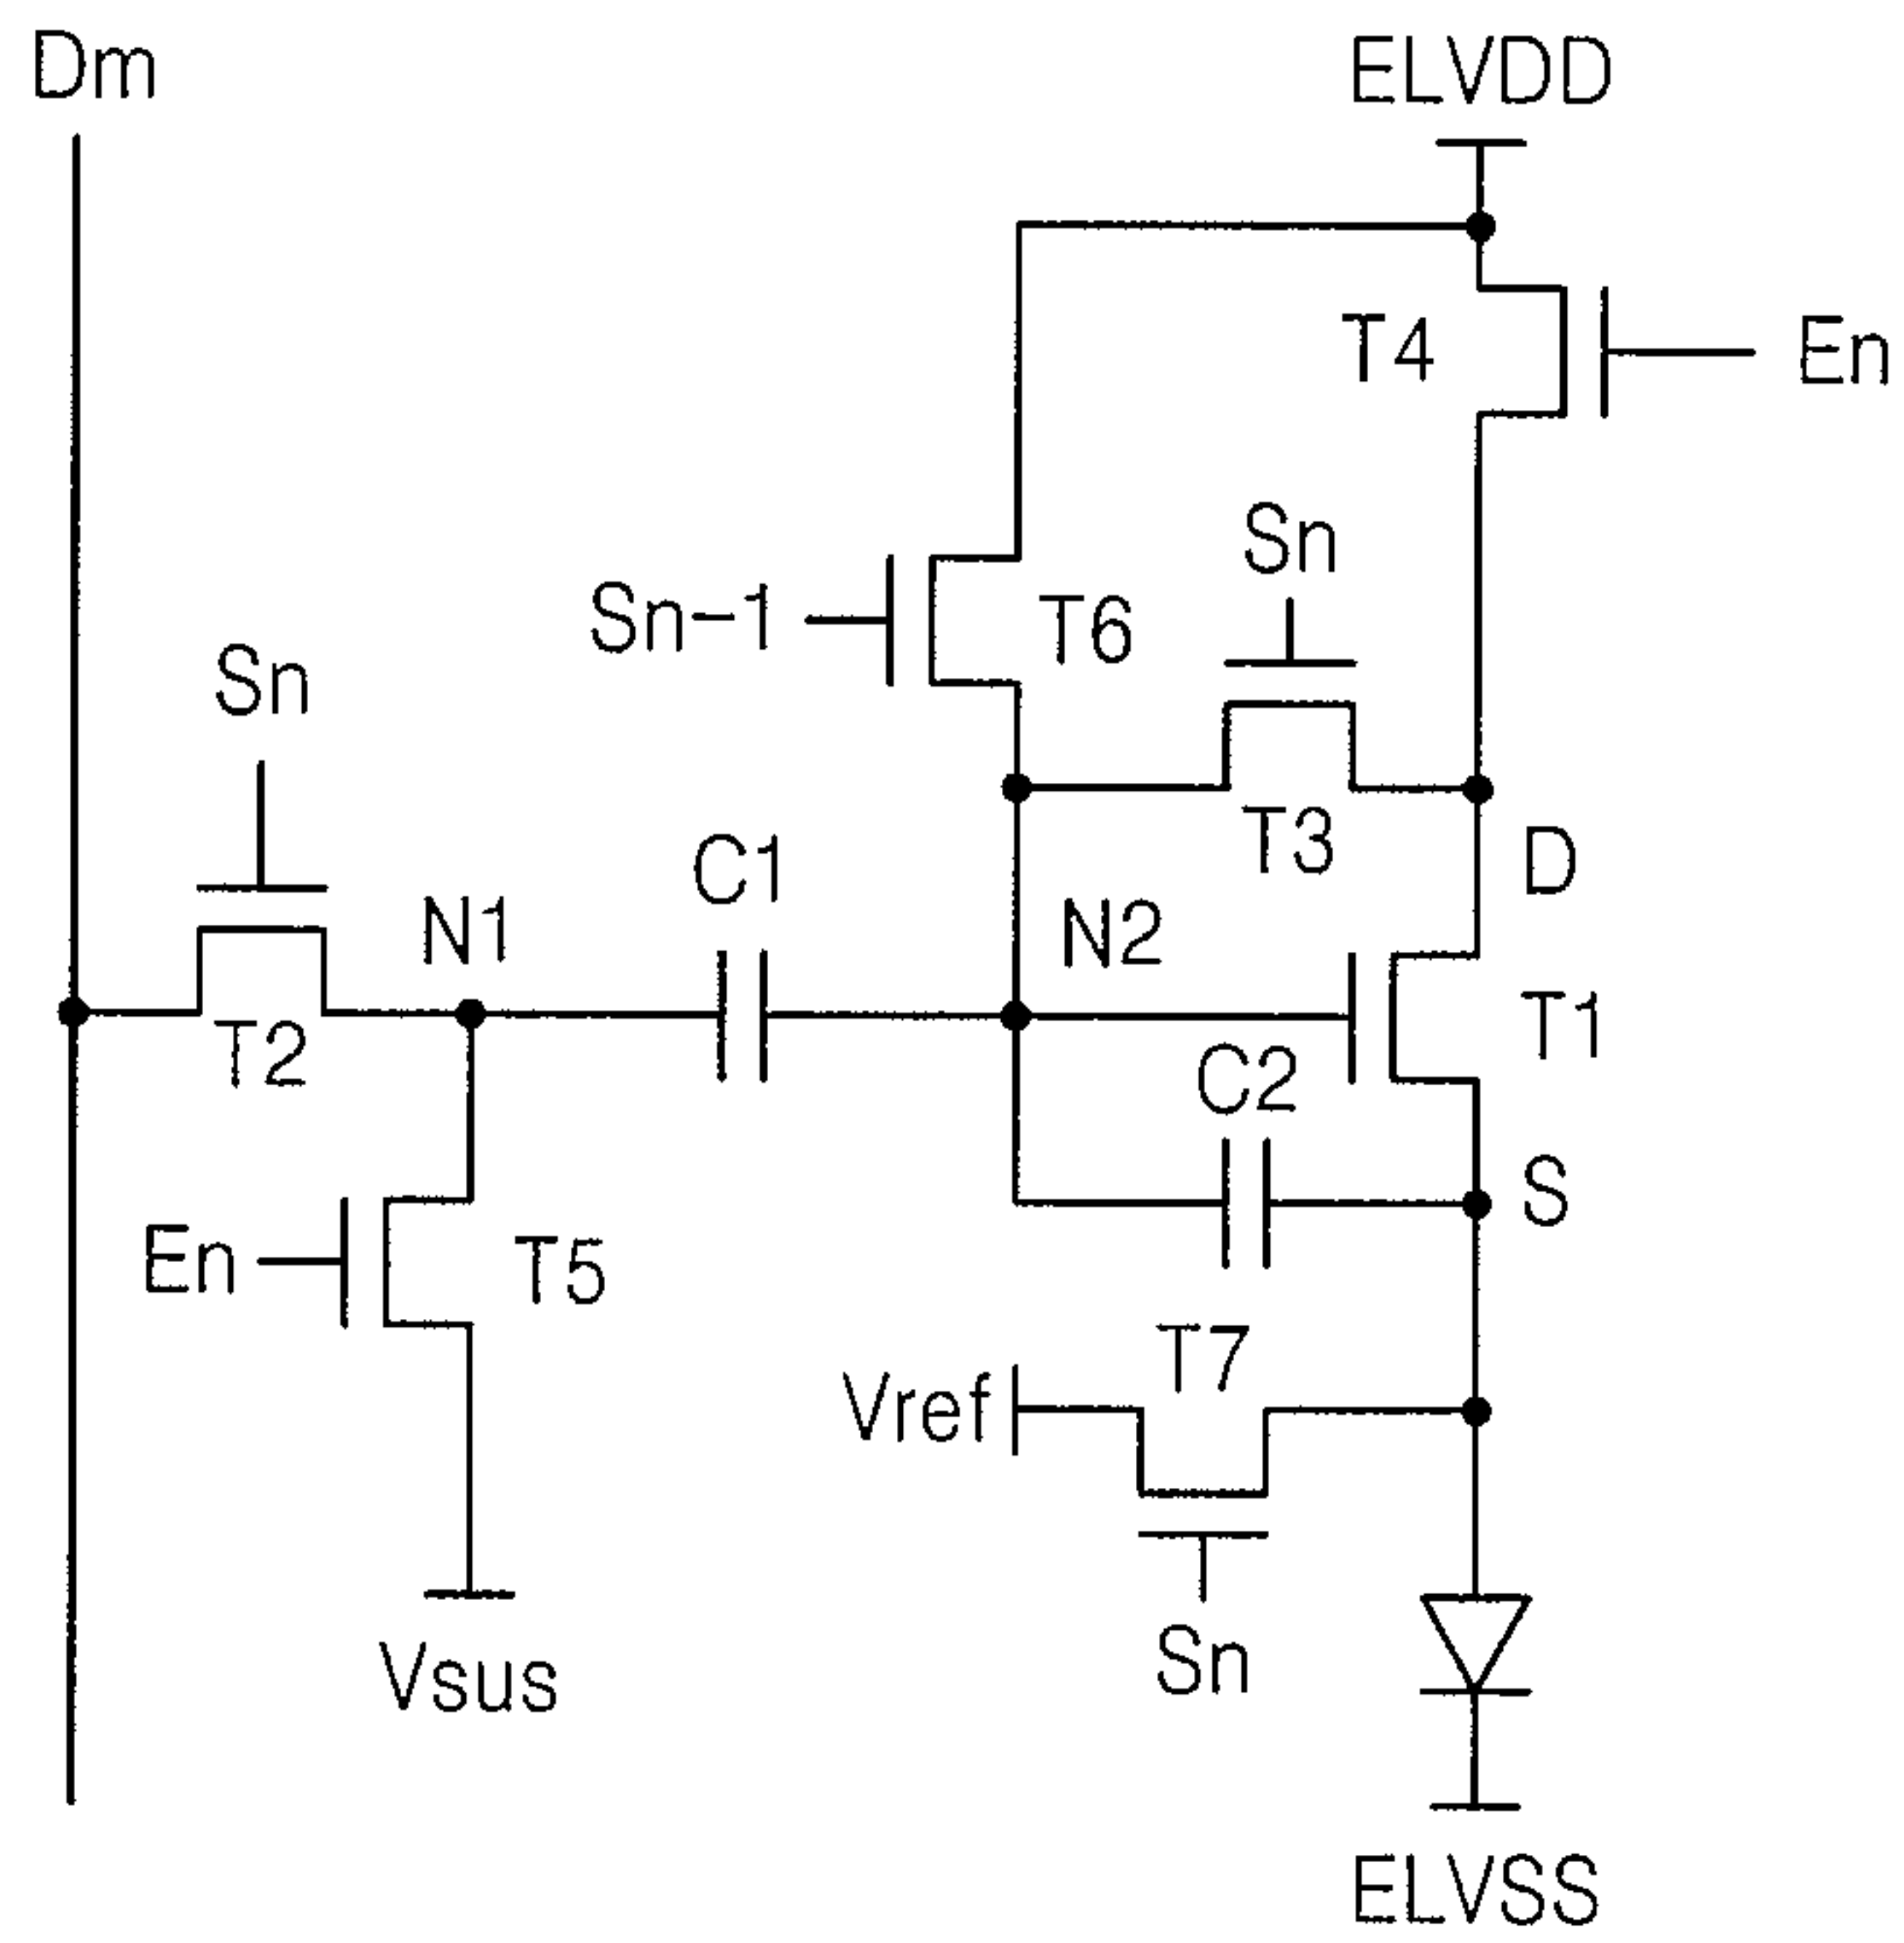 Dm
ELVDD
T4
En
Sn
Sn-1
T6
Sn
T3
C1
D
N1
N2
T2
T1
C2
S
En
T5
T7
Vref
Sn
Vsus
ELVSS